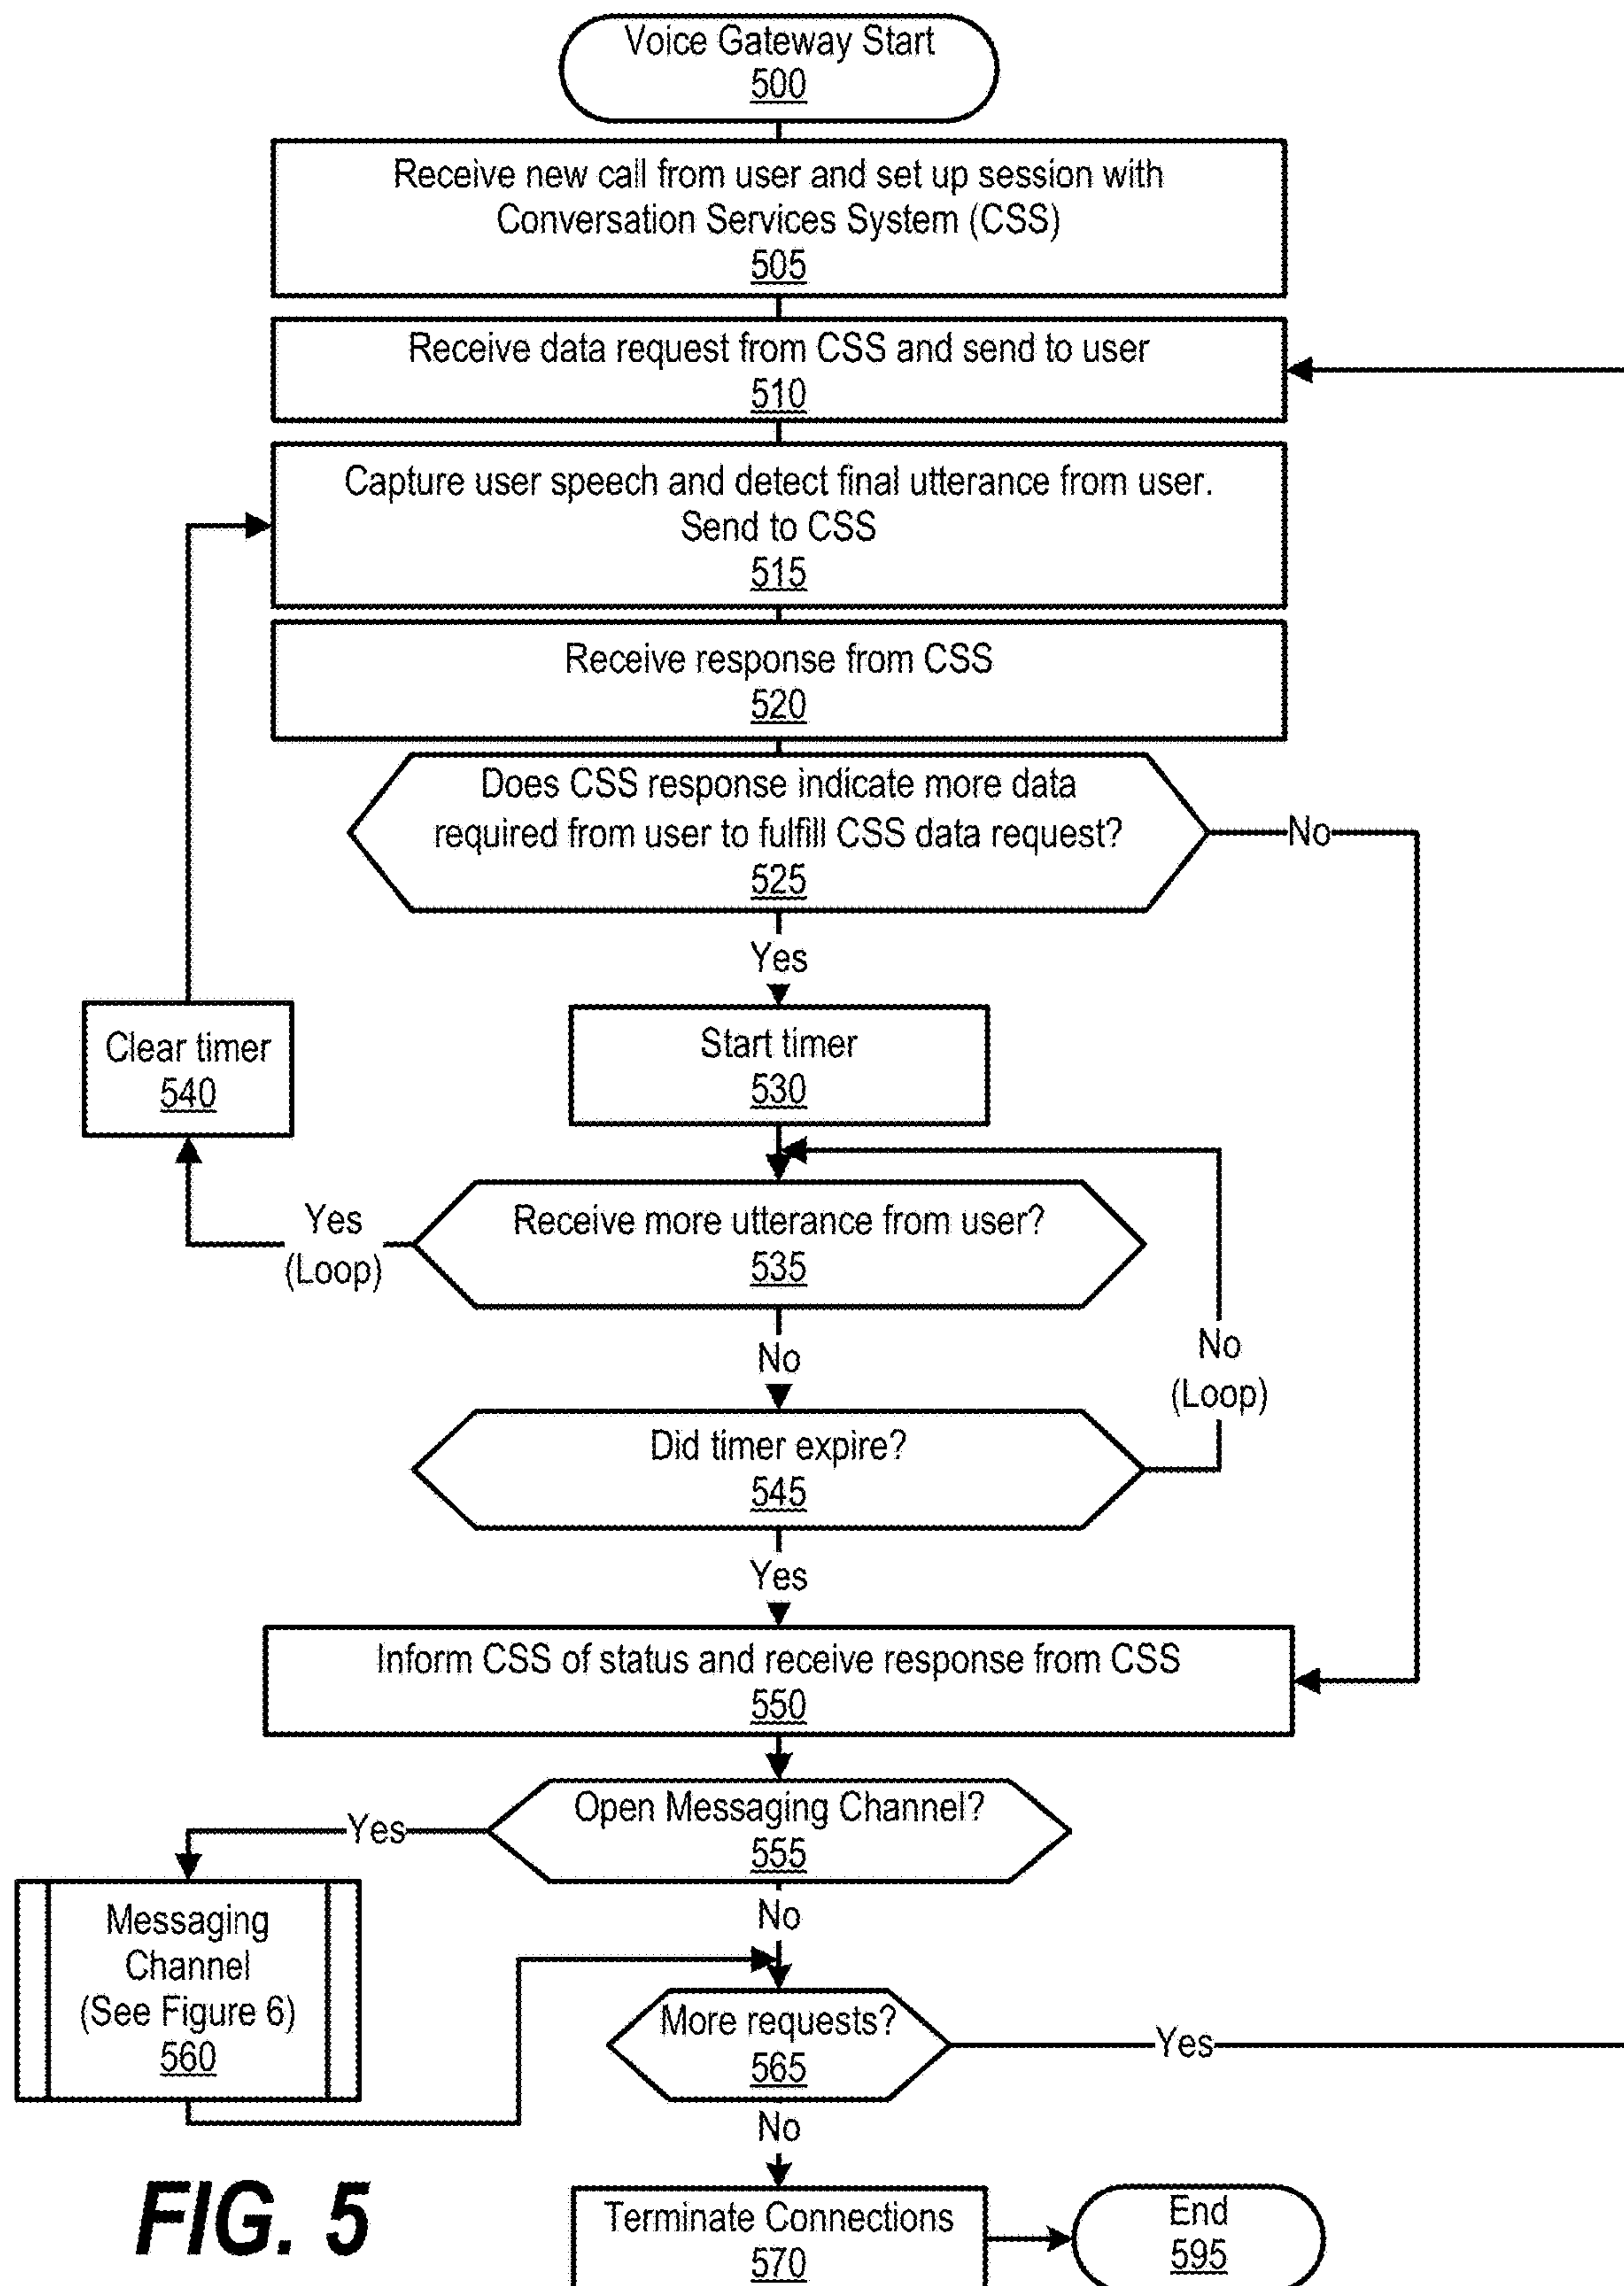 Voice Gateway Start
500
Receive new call from user and set up session with
Conversation Services System (CSS)
505
Receive data request from CSS and send to user
510
Capture user speech and detect final utterance from user.
Send to CSS
515
Receive response from CSS
520
Does CSS response indicate more data
required from user to fulfill CSS data request?
525
No
Yes
Clear timer
540
Start timer
530
Yes
(Loop)
Receive more utterance from user?
535
No
No
(Loop)
Did timer expire?
545
Yes
Inform CSS of status and receive response from CSS
550
Open Messaging Channel?
555
Yes
No
Messaging
Channel
(See Figure 6)
560
More requests?
565
Yes
No
Terminate Connections
570
End
595
FIG. 5